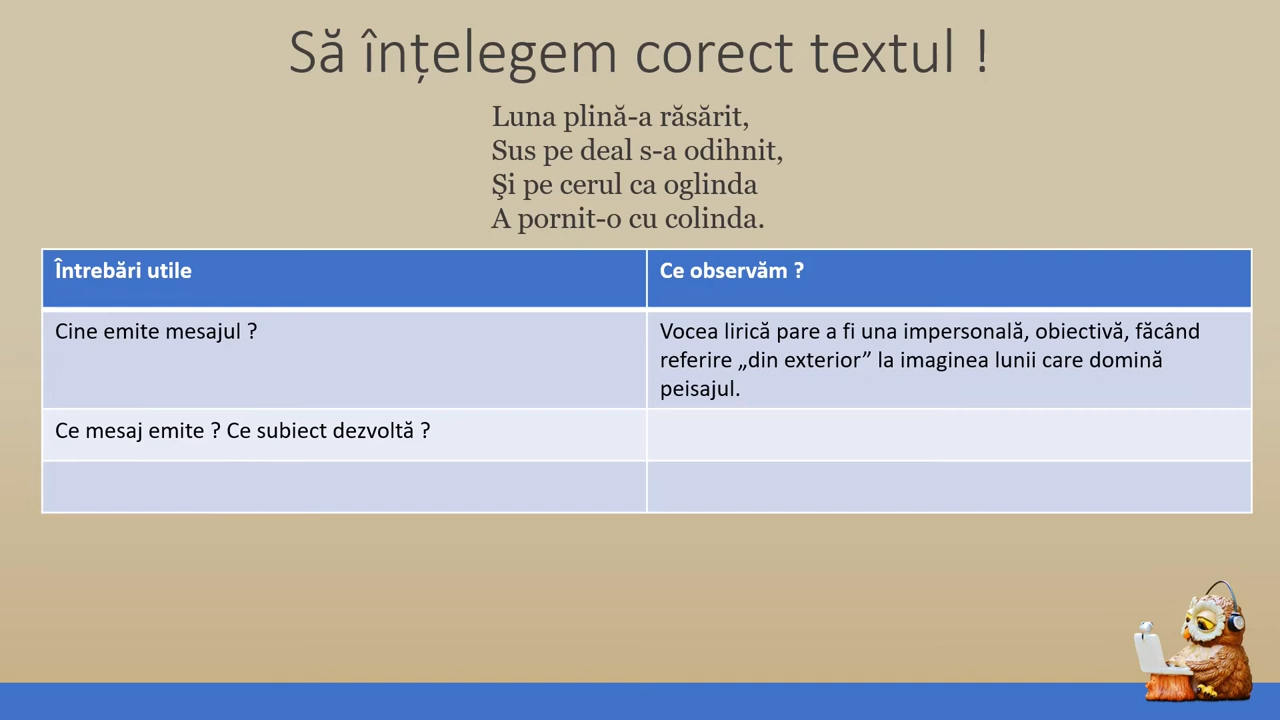 Să înțelegem corect textul !
Luna plină-a răsărit,
Sus pe deal s-a odihnit,
Şi pe cerul ca oglinda
A pornit-o cu colinda.
Întrebări utile
Ce observăm ?
Cine emite mesajul ?
Vocea lirică pare a fi una impersonală, obiectivă, făcând
referire „din exterior” la imaginea lunii care domină
peisajul.
Ce mesaj emite ? Ce subiect dezvoltă ?